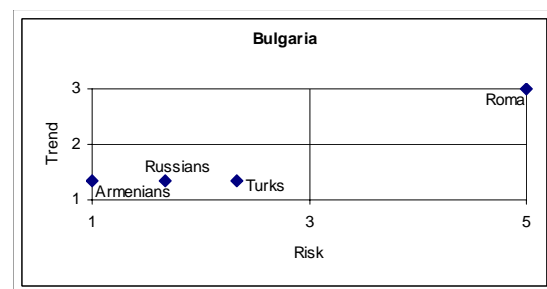 Bulgaria
3
Roma
Trend
2
Russians
Turks
Armenians
1
1
3
5
Risk